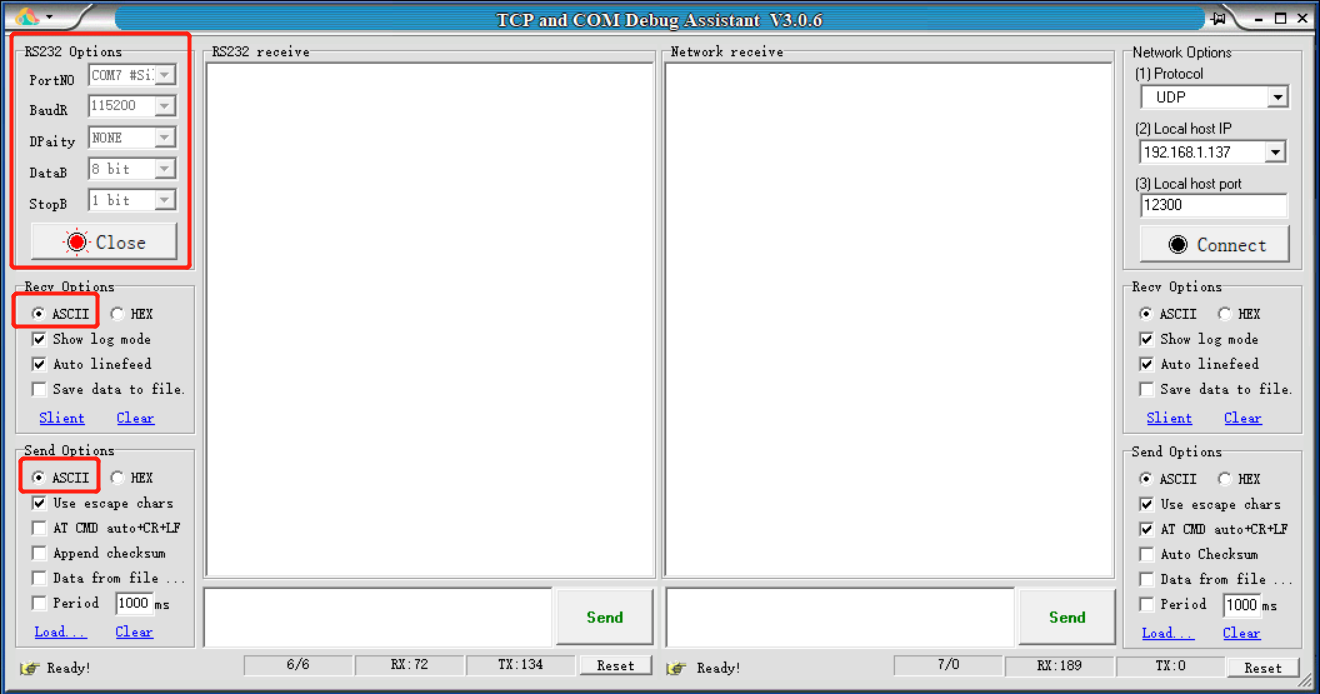 TCP and COM Debug Assistant V3.0.6
RS232 Options
PortNO COM7 #Si
BaudR 115200
DPaity NONE
DataB 8 bit
StopB 1 bit
Close
Recv Options
ASCII HEX
Show log mode
Auto linefeed
Save data to file.
Slient Clear
Send Options
ASCII HEX
Use escape chars
AT CMD auto+CR+LF
Append checksum
Data from file ...
Period 1000 ms
Load... Clear
RS232 receive
Send
Ready! 6/6 RX:72 TX:134 Reset
Network receive
Send
Ready! 7/0 RX:189 TX:0 Reset
Network Options
(1) Protocol
UDP
(2) Local host IP
192.168.1.137
(3) Local host port
12300
Connect
Recv Options
ASCII HEX
Show log mode
Auto linefeed
Save data to file.
Slient Clear
Send Options
ASCII HEX
Use escape chars
AT CMD auto+CR+LF
Auto Checksum
Data from file ...
Period 1000 ms
Load... Clear